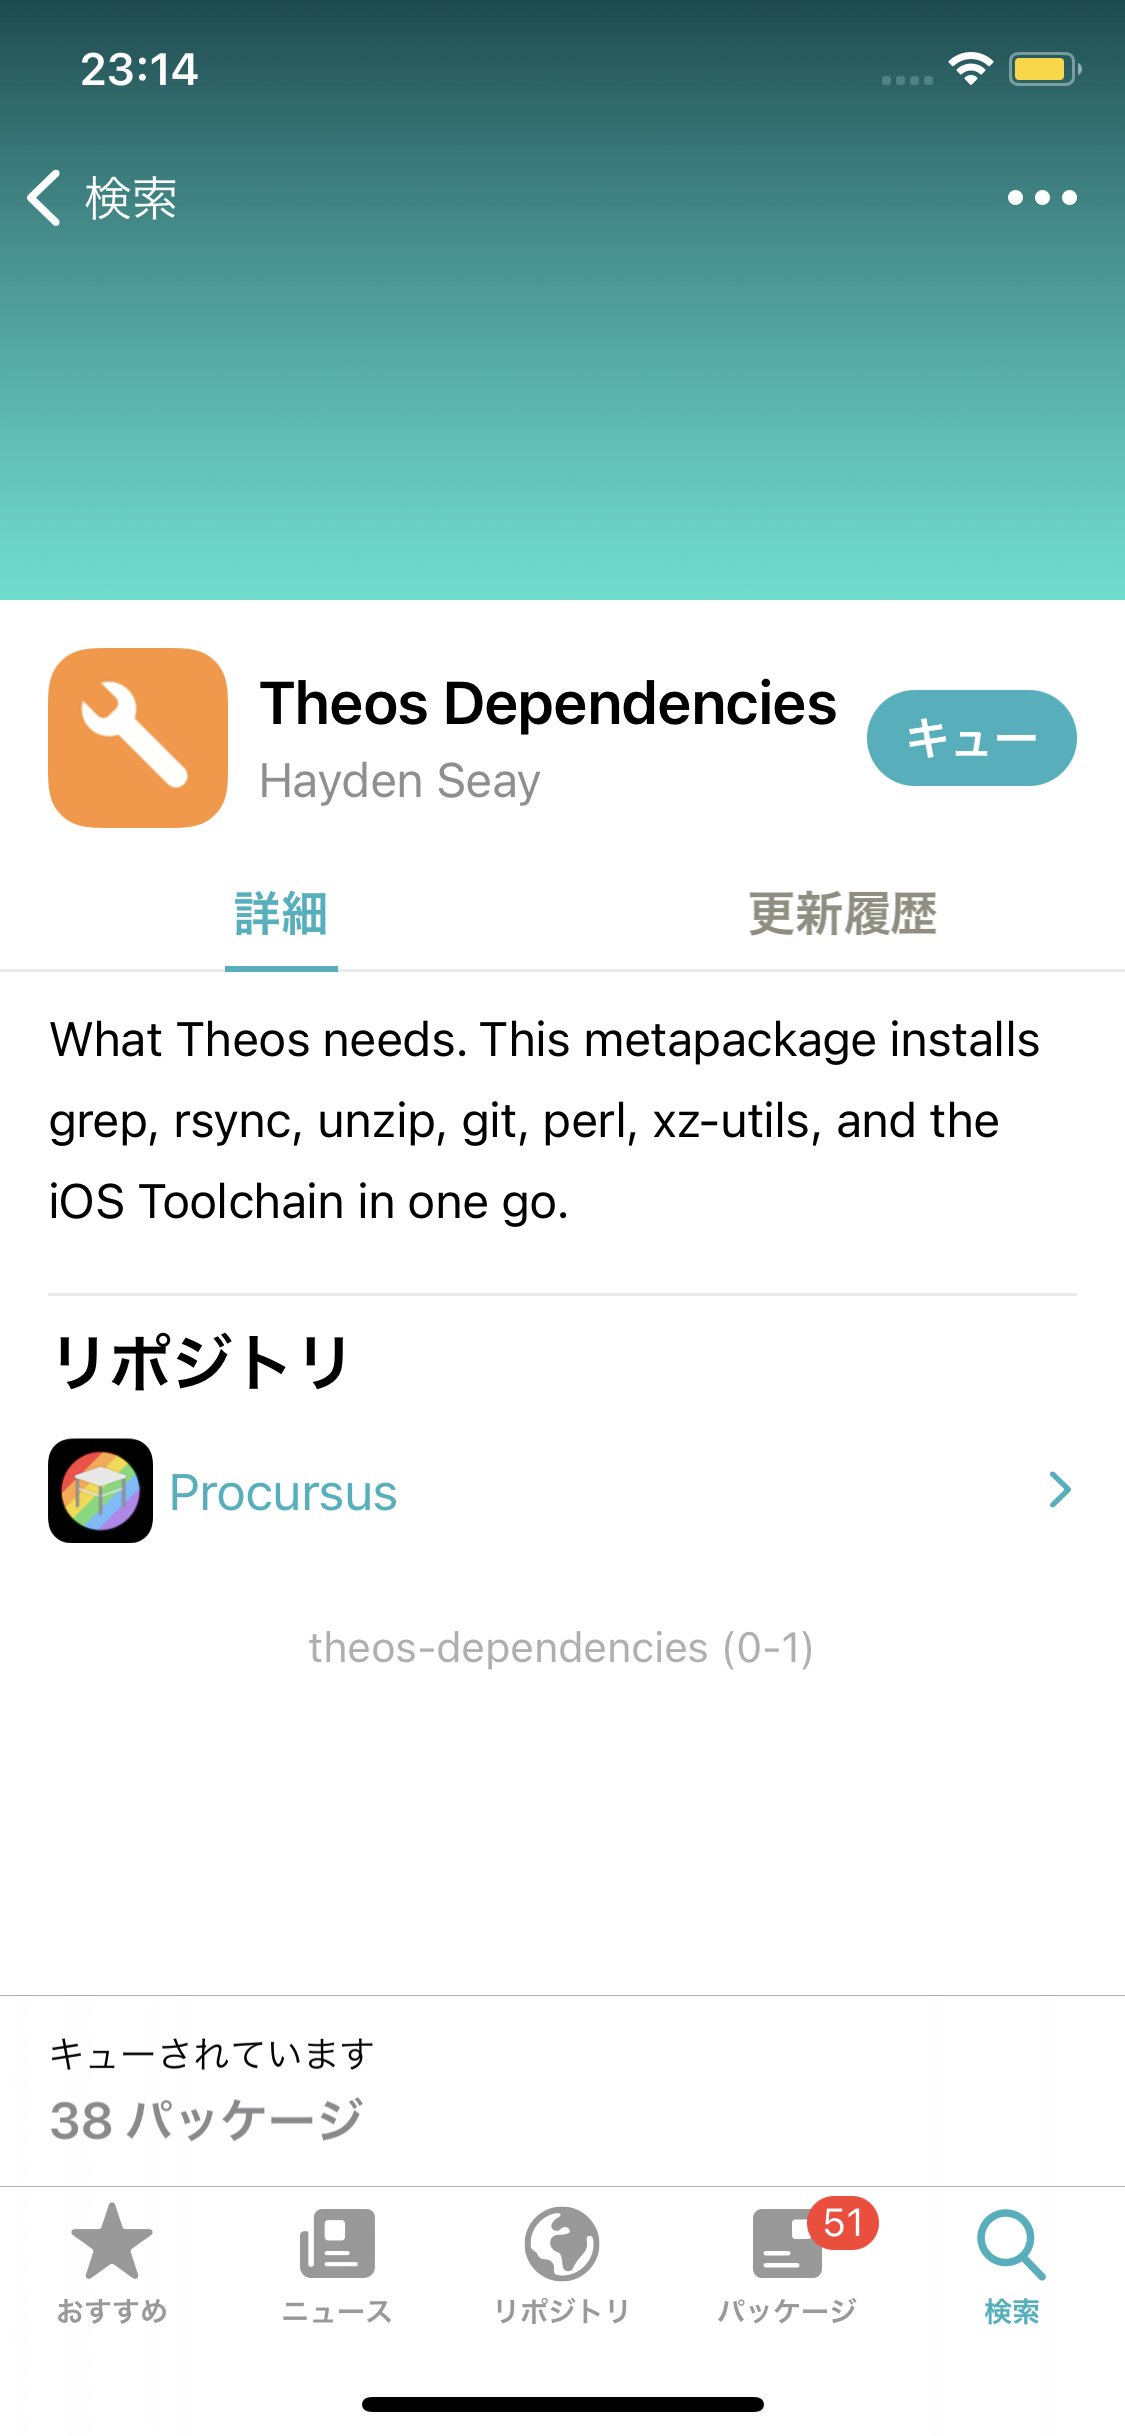 23:14
検索
Theos Dependencies
Hayden Seay
キュー
詳細
更新履歴
What Theos needs. This metapackage installs
grep, rsync, unzip, git, perl, xz-utils, and the
iOS Toolchain in one go.
リポジトリ
Procursus
theos-dependencies (0-1)
キューされています
38 パッケージ
51
おすすめ
ニュース
リポジトリ
パッケージ
検索